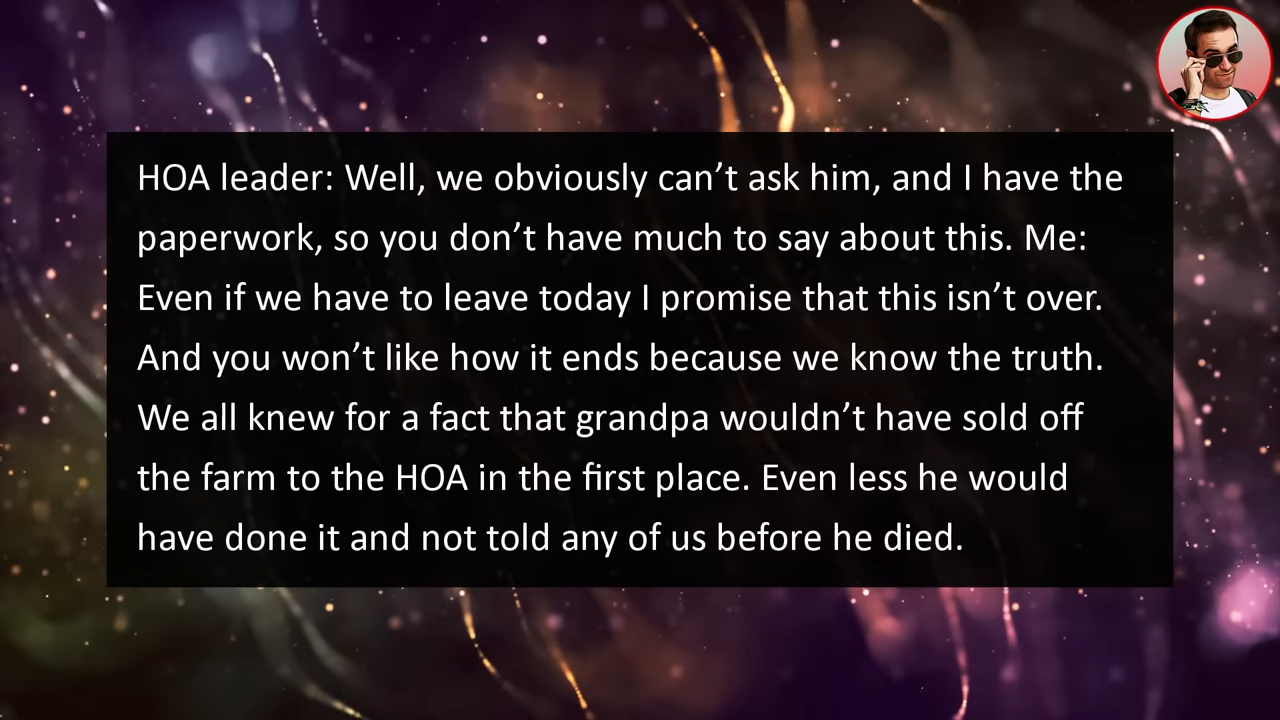 HOA leader: Well, we obviously can’t ask him, and I have the
paperwork, so you don’t have much to say about this. Me:
Even if we have to leave today I promise that this isn’t over.
And you won’t like how it ends because we know the truth.
We all knew for a fact that grandpa wouldn’t have sold off
the farm to the HOA in the first place. Even less he would
have done it and not told any of us before he died.